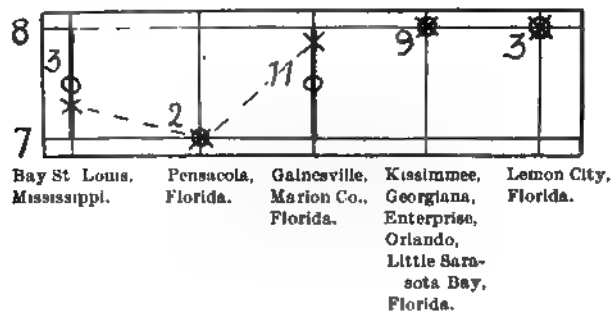 8
3
2
11
9
3
7
Bay St Louis,
Mississippi.
Pensacola,
Florida.
Gainesville,
Marion Co.,
Florida.
Kissimmee,
Georgiana,
Enterprise,
Orlando,
Little Sara-
sota Bay,
Florida.
Lemon City,
Florida.